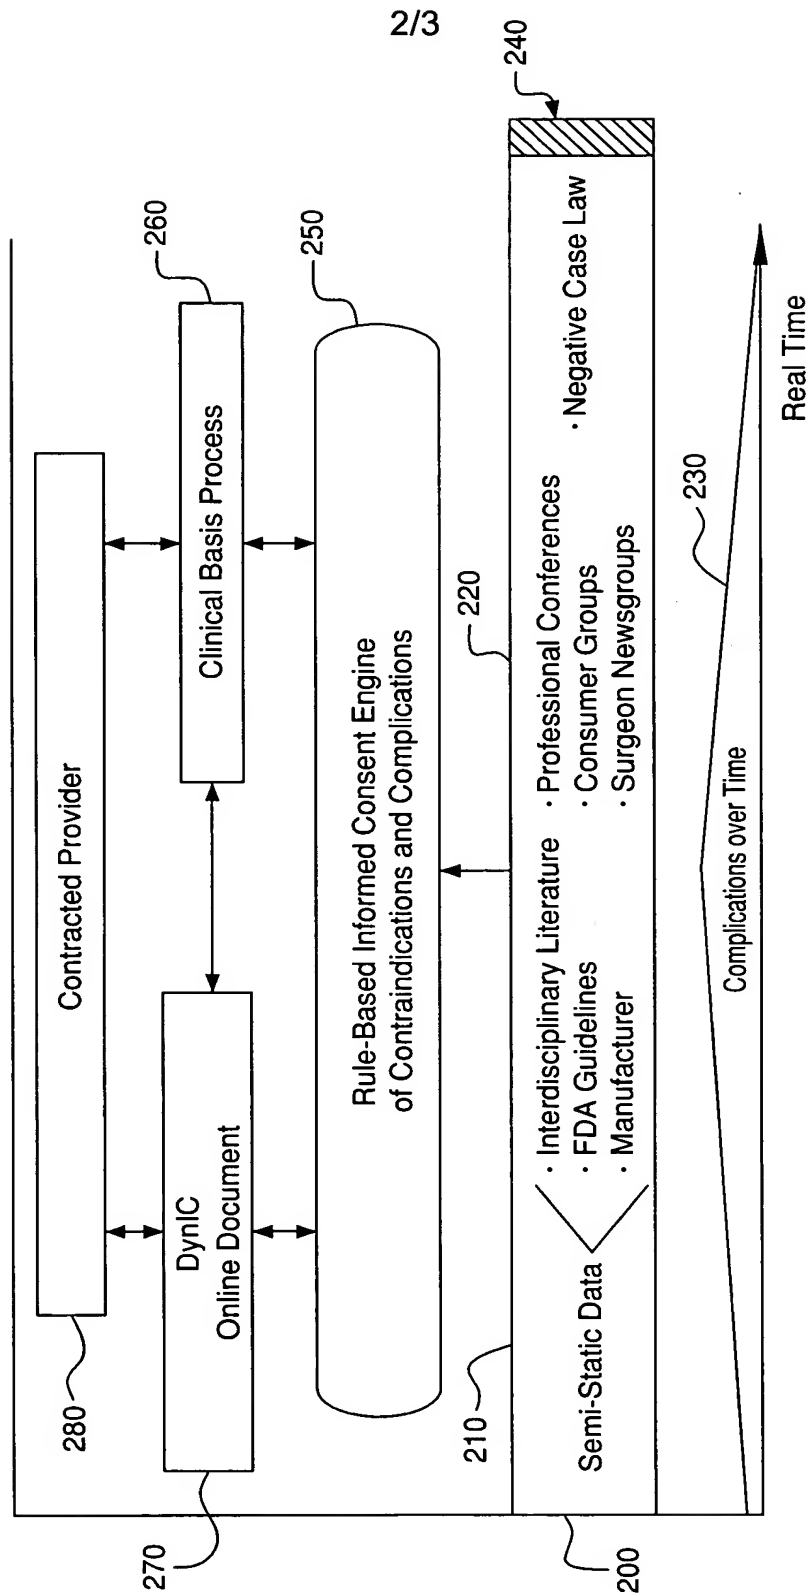 2/3
280
Contracted Provider
270
DynIC
Online Document
Clinical Basis Process
260
Rule-Based Informed Consent Engine
of Contraindications and Complications
250
200
210
Semi-Static Data
· Interdisciplinary Literature
· FDA Guidelines
· Manufacturer
220
· Professional Conferences
· Consumer Groups
· Surgeon Newsgroups
· Negative Case Law
240
Complications over Time
230
Real Time